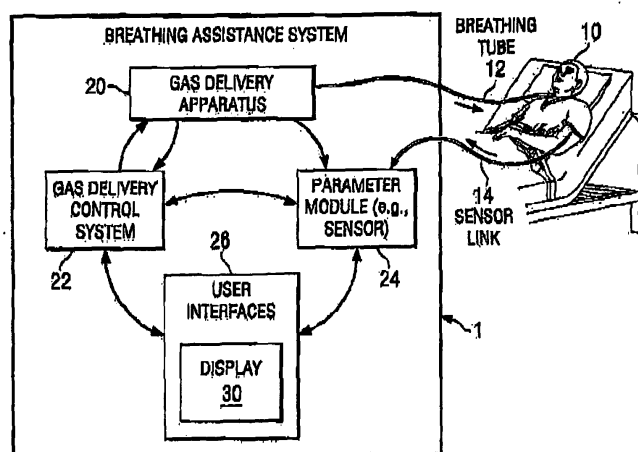 BREATHING ASSISTANCE SYSTEM
20
GAS DELIVERY
APPARATUS
BREATHING
TUBE
12
10
GAS DELIVERY
CONTROL
SYSTEM
22
PARAMETER
MODULE (e.g.,
SENSOR)
24
14
SENSOR
LINK
26
USER
INTERFACES
DISPLAY
30
1